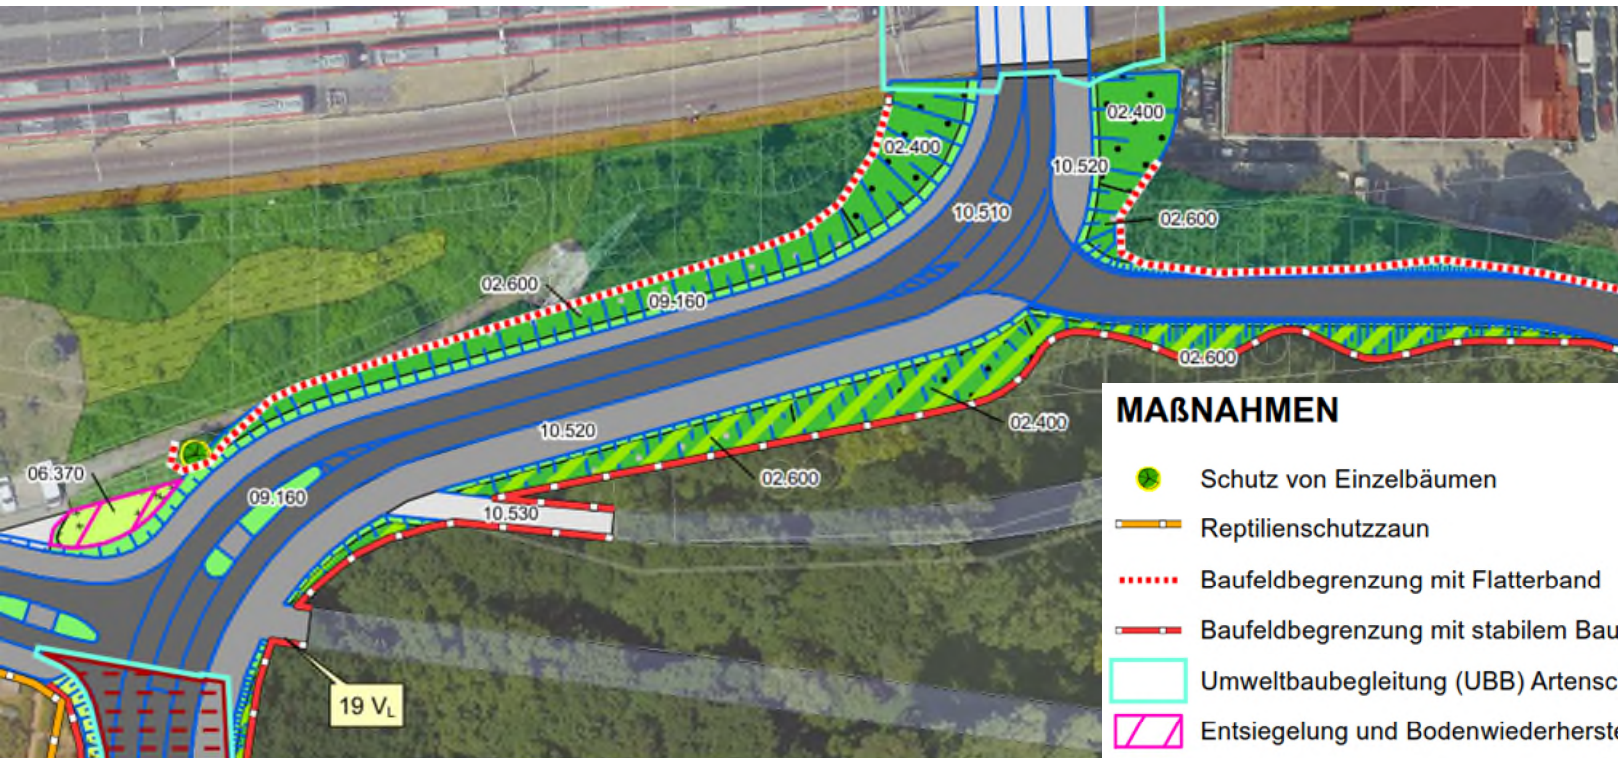 02.400
02.400
10.520
10.510
02.600
02.600
09.160
02.600
02.400
10.520
06.370
02.600
09.160
10.530
19 VL
MAßNAHMEN
Schutz von Einzelbäumen
Reptilienschutzzaun
Baufeldbegrenzung mit Flatterband
Baufeldbegrenzung mit stabilem Bau
Umweltbaubegleitung (UBB) Artensc
Entsiegelung und Bodenwiederherste